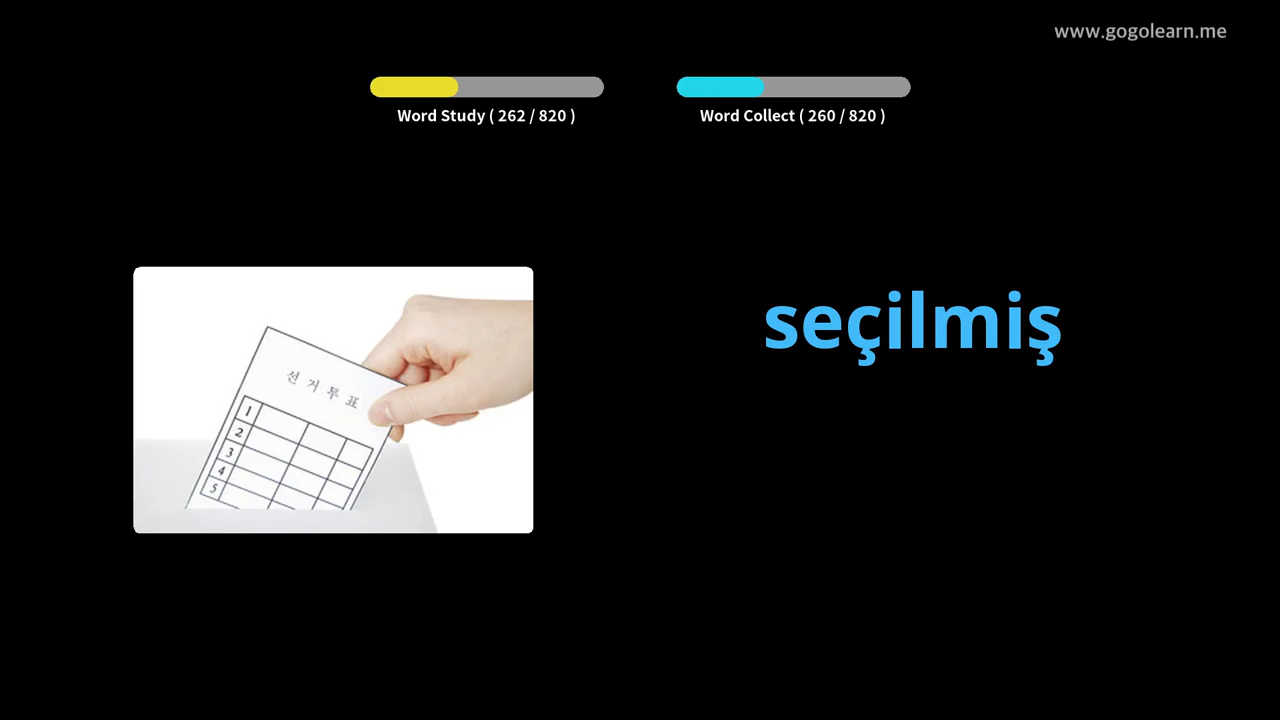 www.gogolearn.me
Word Study ( 262 / 820 )
Word Collect ( 260 / 820 )
seçilmiş
선 거 투 표
1
2
3
4
5